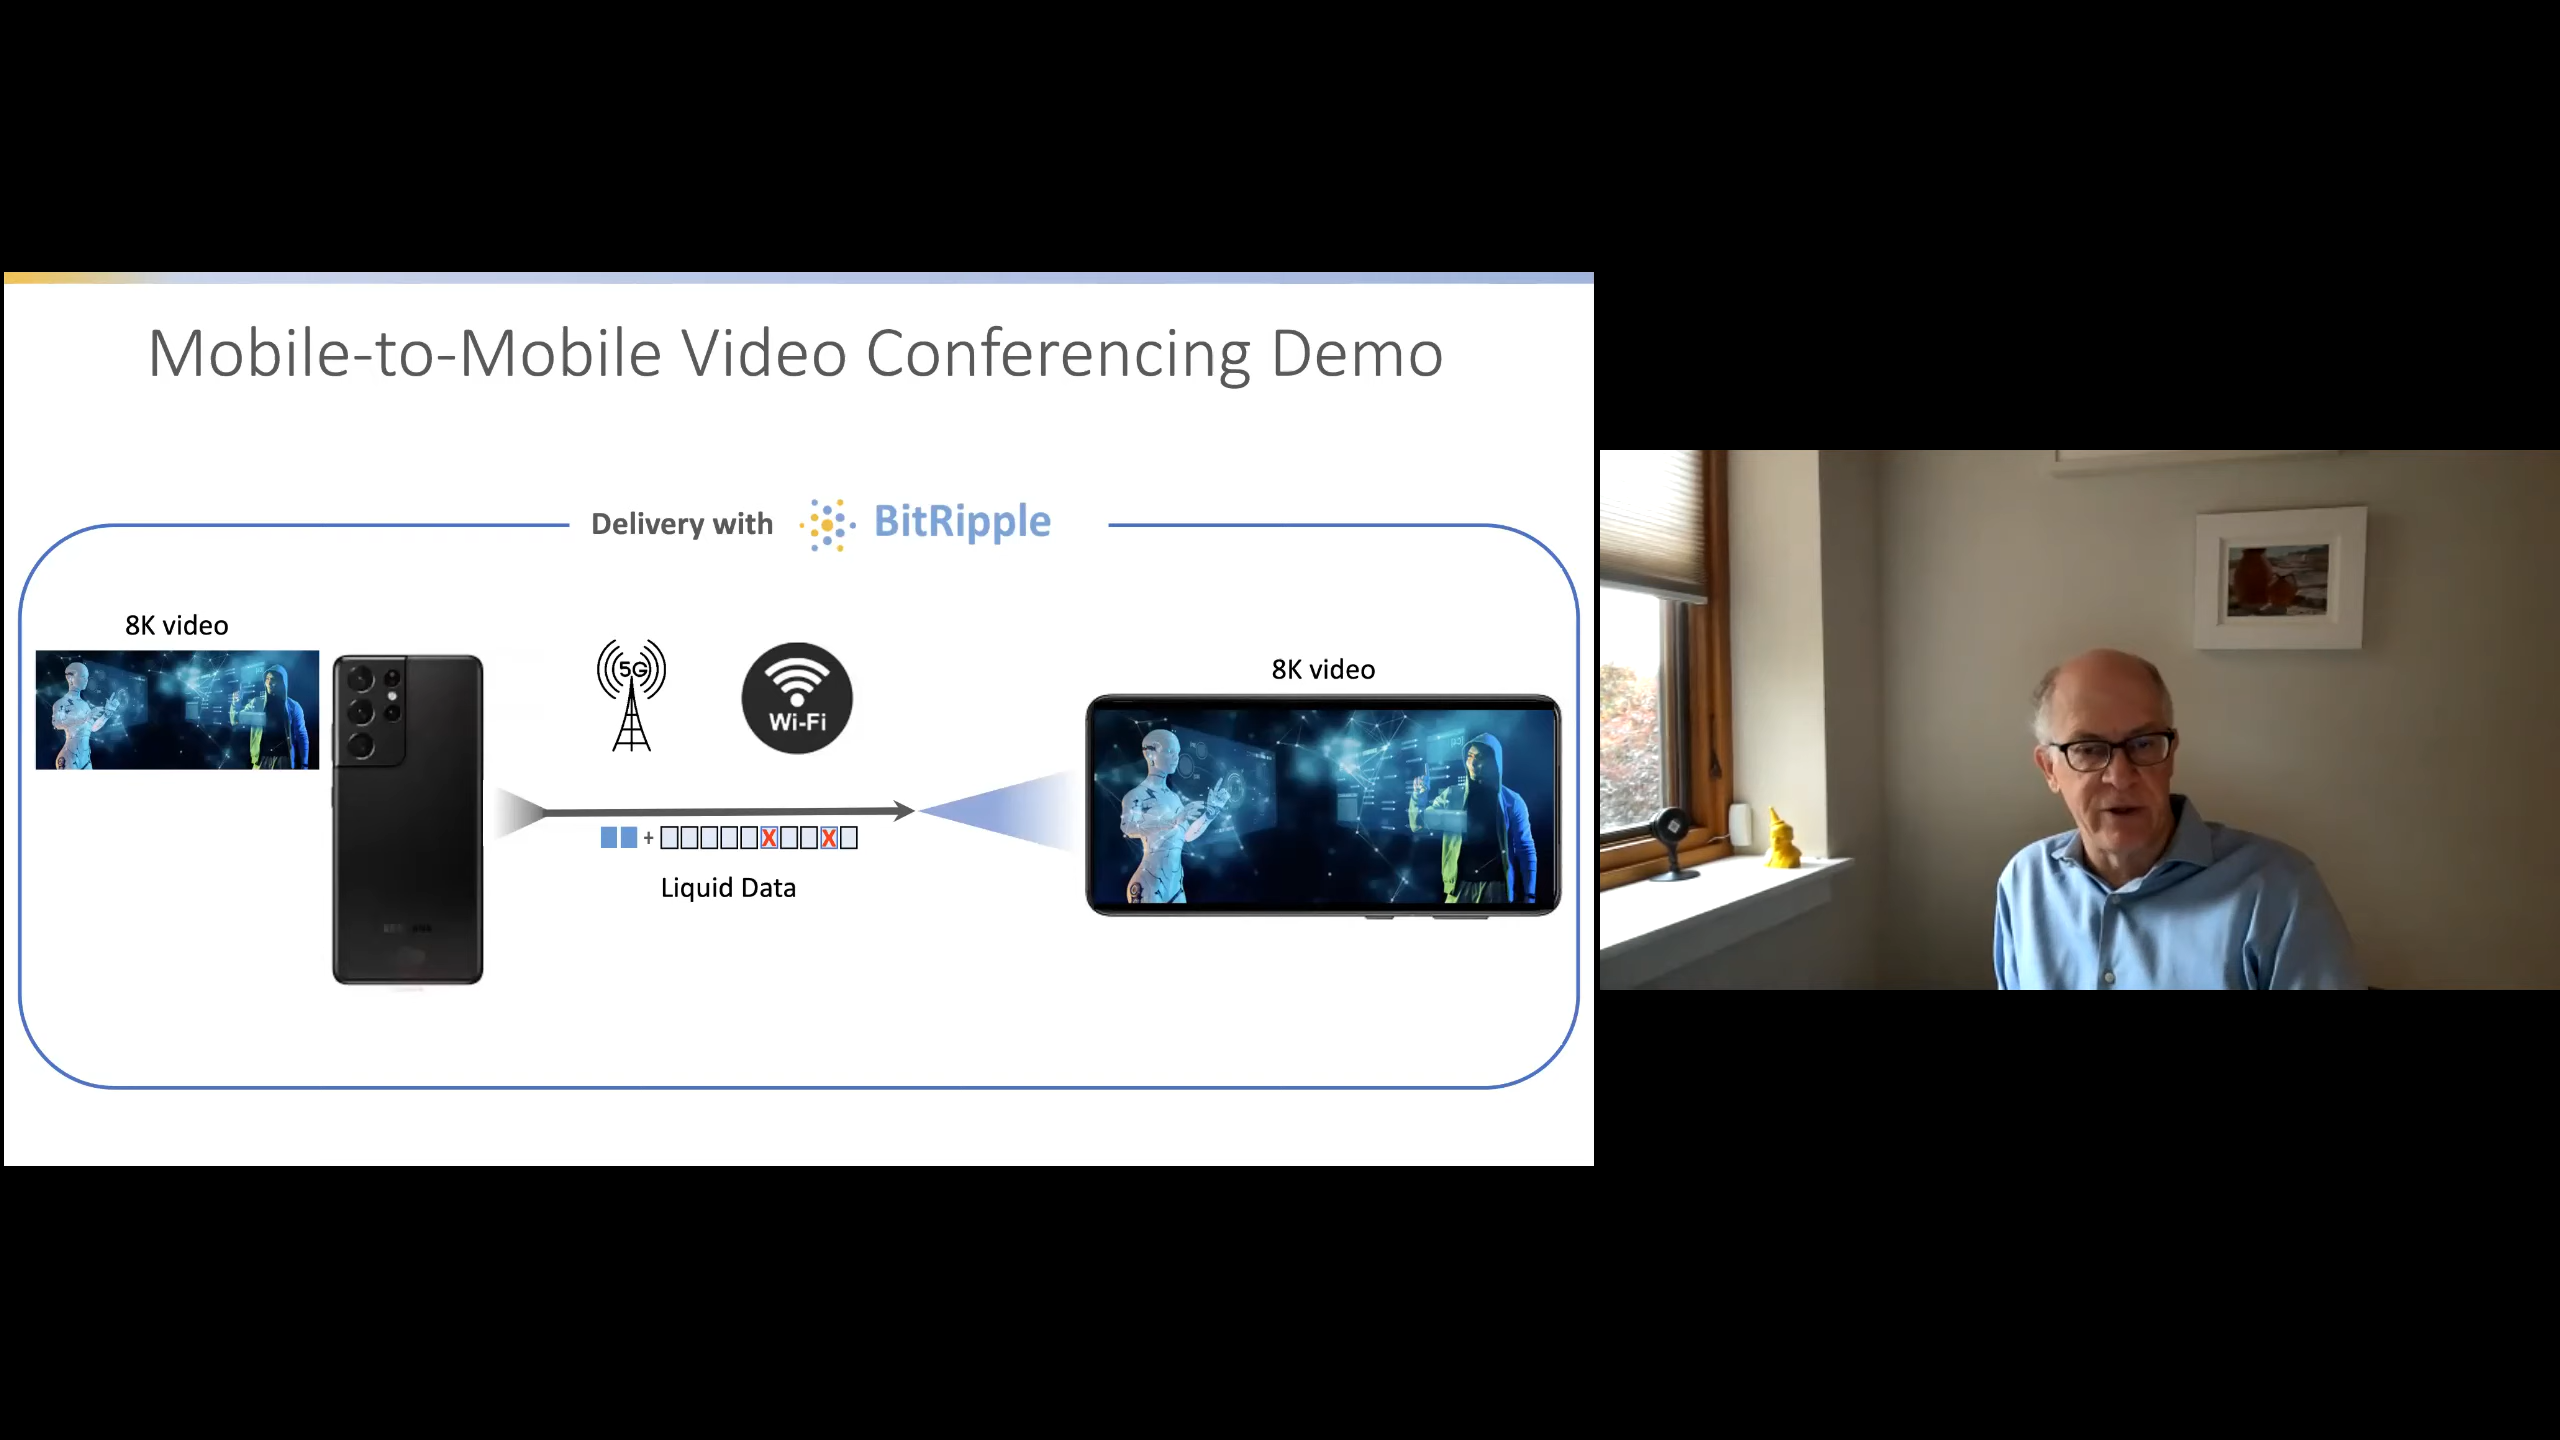 Mobile-to-Mobile Video Conferencing Demo
Delivery with BitRipple
8K video
5G
Wi-Fi
8K video
+ X X
Liquid Data